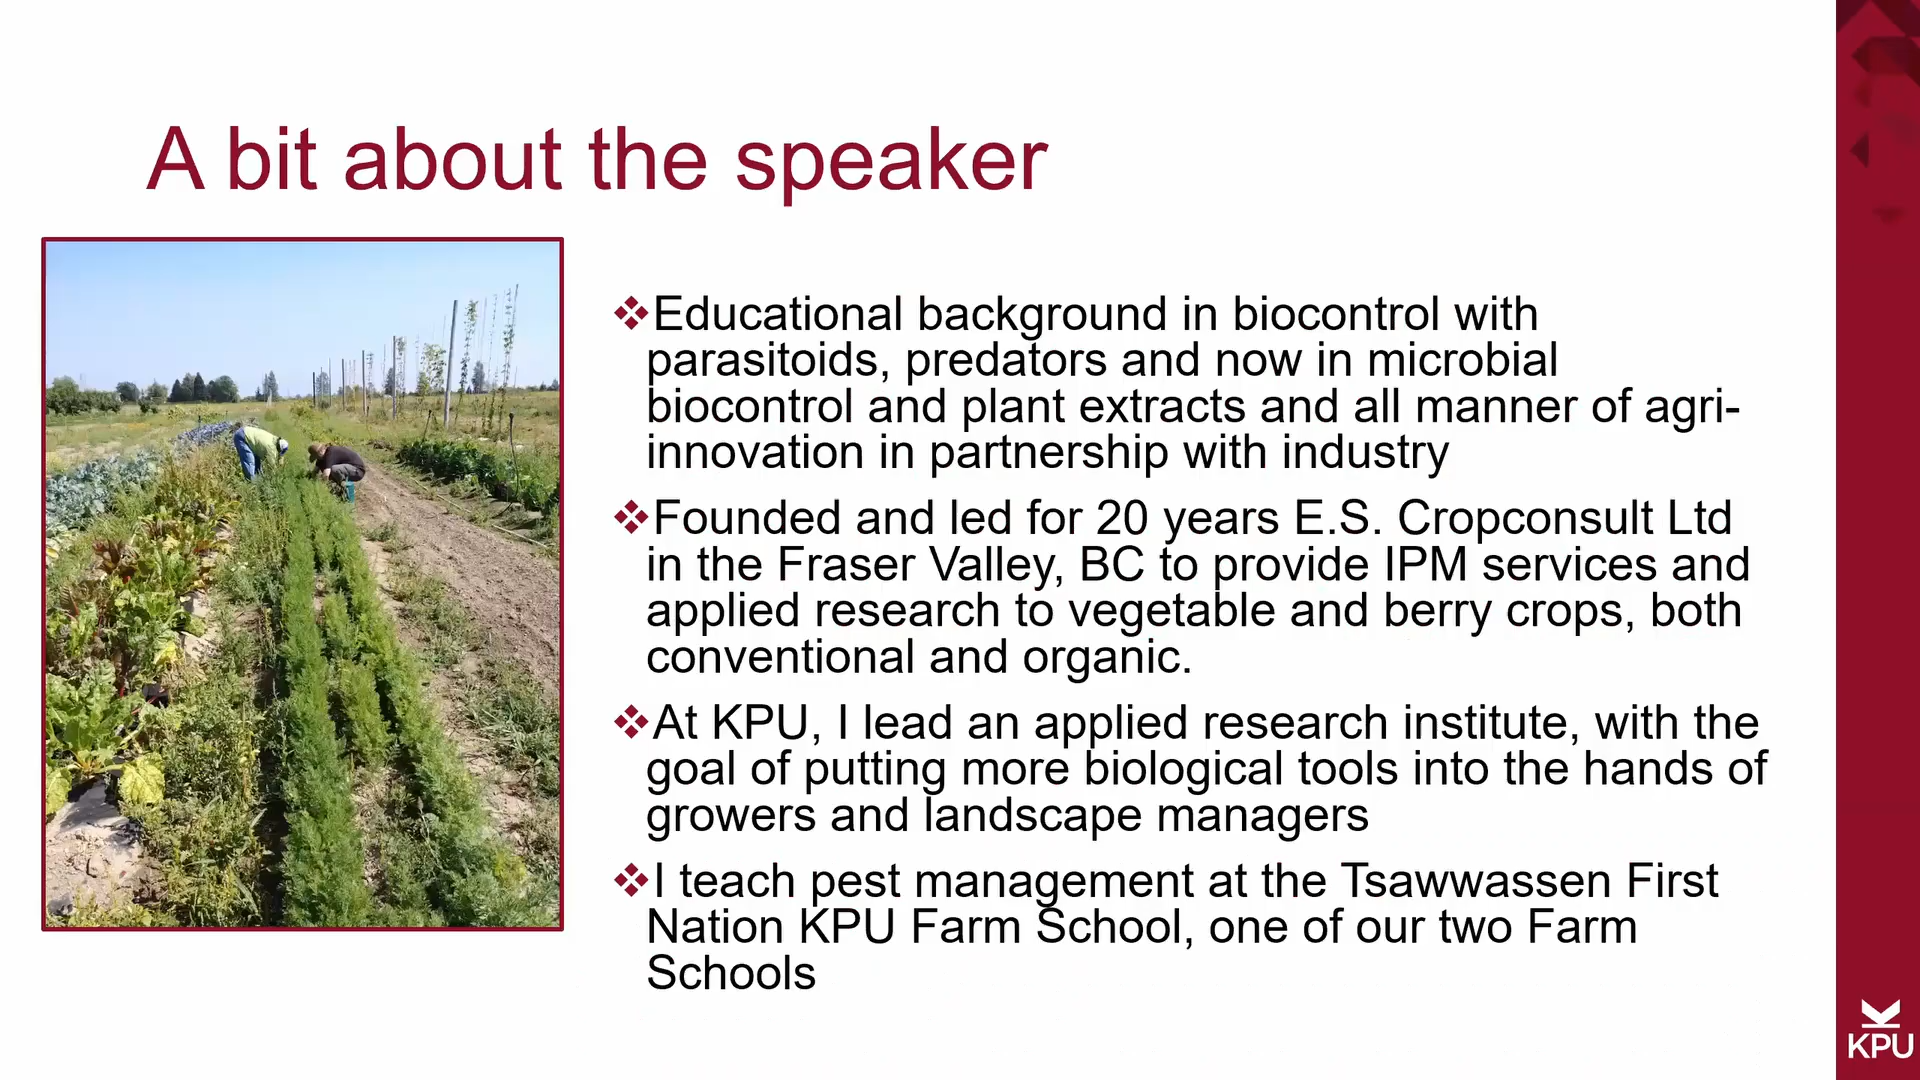 A bit about the speaker
❖Educational background in biocontrol with
parasitoids, predators and now in microbial
biocontrol and plant extracts and all manner of agri-
innovation in partnership with industry
❖Founded and led for 20 years E.S. Cropconsult Ltd
in the Fraser Valley, BC to provide IPM services and
applied research to vegetable and berry crops, both
conventional and organic.
❖At KPU, I lead an applied research institute, with the
goal of putting more biological tools into the hands of
growers and landscape managers
❖I teach pest management at the Tsawwassen First
Nation KPU Farm School, one of our two Farm
Schools
KPU